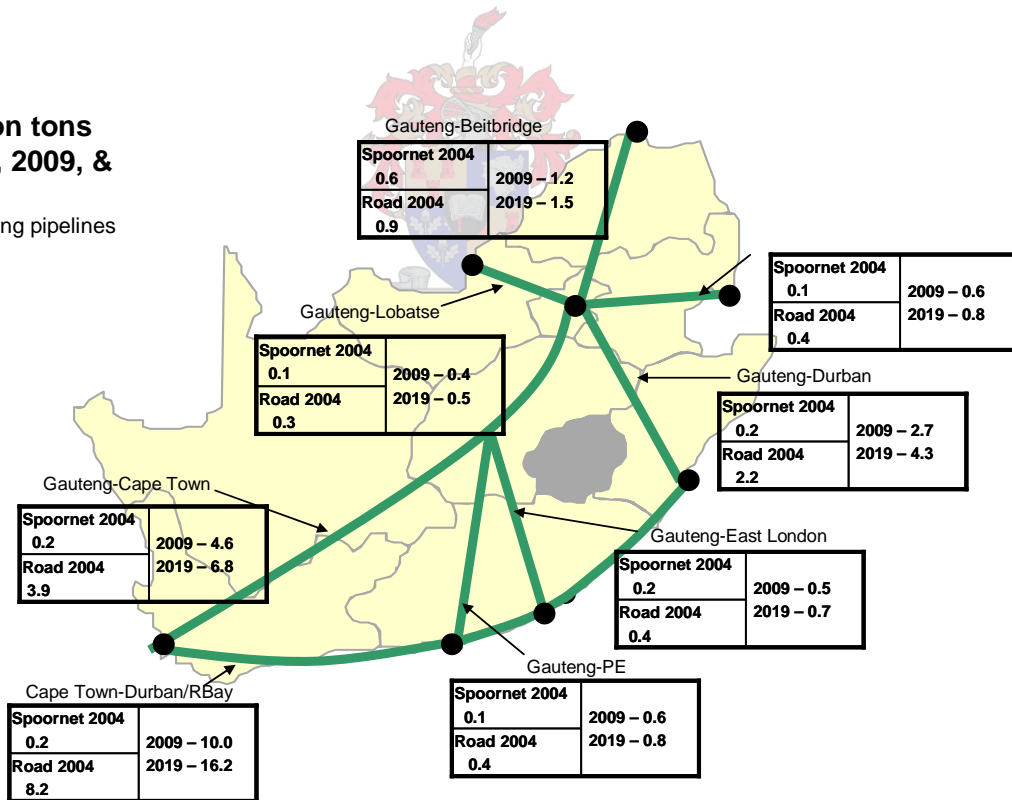 on tons
, 2009, &
ng pipelines
Gauteng-Beitbridge
Spoornet 2004
0.6
Road 2004
0.9
2009 – 1.2
2019 – 1.5
Gauteng-Lobatse
Spoornet 2004
0.1
Road 2004
0.3
2009 – 0.4
2019 – 0.5
Spoornet 2004
0.1
Road 2004
0.4
2009 – 0.6
2019 – 0.8
Gauteng-Durban
Spoornet 2004
0.2
Road 2004
2.2
2009 – 2.7
2019 – 4.3
Gauteng-Cape Town
Spoornet 2004
0.2
Road 2004
3.9
2009 – 4.6
2019 – 6.8
Gauteng-East London
Spoornet 2004
0.2
Road 2004
0.4
2009 – 0.5
2019 – 0.7
Gauteng-PE
Spoornet 2004
0.1
Road 2004
0.4
2009 – 0.6
2019 – 0.8
Cape Town-Durban/RBay
Spoornet 2004
0.2
Road 2004
8.2
2009 – 10.0
2019 – 16.2